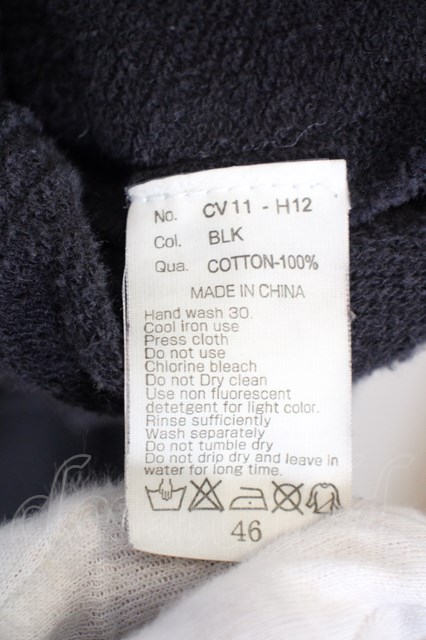 No. CV11 - H12
Col. BLK
Qua. COTTON-100%
MADE IN CHINA
Hand wash 30.
Cool iron use
Press cloth
Do not use
Chlorine bleach
Do not Dry clean
Use non fluorescent
detetgent for light color.
Rinse sufficiently
Wash separately
Do not tumble dry
Do not drip dry and leave in
water for long time.
46